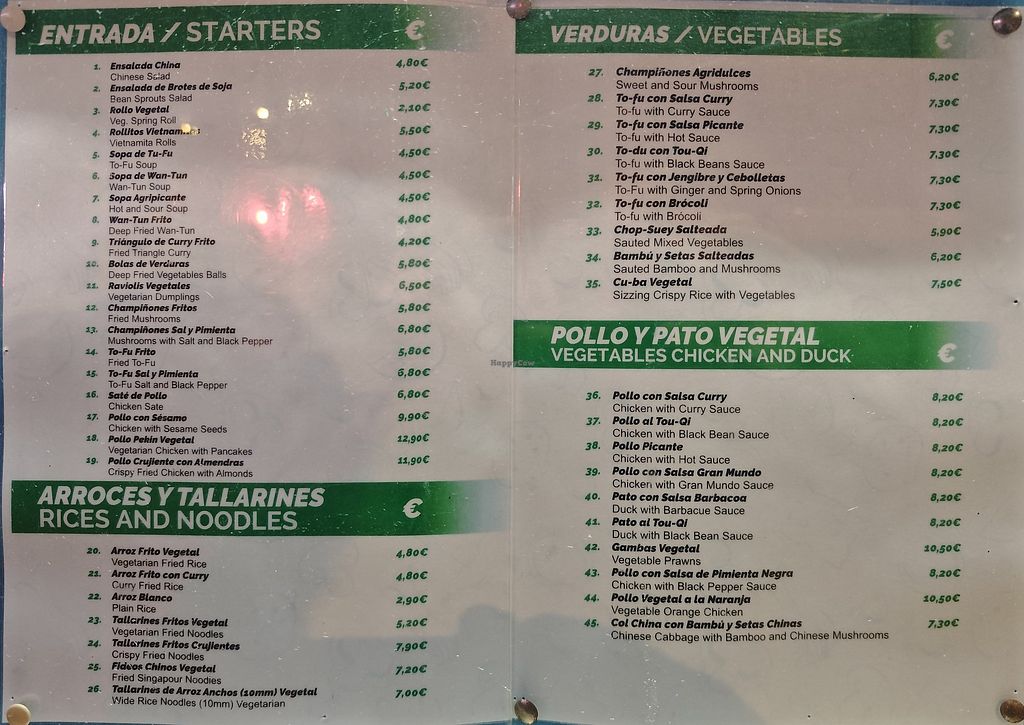 ENTRADA / STARTERS €
1. Ensalada China 4,80€
Chinese Salad
2. Ensalada de Brotes de Soja 5,20€
Bean Sprouts Salad
3. Rollo Vegetal 2,10€
Veg. Spring Roll
4. Rollitos 5,50€
Vietnamita Rolls
5. Sopa de Tu-Fu 4,50€
To-Fu Soup
6. Sopa de Wan-Tun 4,50€
Wan-Tun Soup
7. Sopa Agripicante 4,50€
Hot and Sour Soup
8. Wan-Tun Frito 4,80€
Deep Fried Wan-Tun
9. Triángulo de Curry Frito 4,20€
Fried Triangle Curry
10. Bolas de Verduras 5,80€
Deep Fried Vegetables Balls
11. Raviolis Vegetales 6,50€
Vegetarian Dumplings
12. Champiñones Fritos 5,80€
Fried Mushrooms
13. Champiñones Sal y Pimienta 6,80€
Mushrooms with Salt and Black Pepper
14. To-Fu Frito 5,80€
Fried To-Fu
15. To-Fu Sal y Pimienta 6,80€
To-Fu Salt and Black Pepper
16. Saté de Pollo 6,80€
Chicken Sate
17. Pollo con Sésamo 9,90€
Chicken with Sesame Seeds
18. Pollo Pekín Vegetal 12,90€
Vegetarian Chicken with Pancakes
19. Pollo Crujiente con Almendras 11,90€
Crispy Fried Chicken with Almonds
ARROCES Y TALLARINES
RICES AND NOODLES €
20. Arroz Frito Vegetal 4,80€
Vegetarian Fried Rice
21. Arroz Frito con Curry 4,80€
Curry Fried Rice
22. Arroz Blanco 2,90€
Plain Rice
23. Tallarines Fritos Vegetal 5,20€
Vegetarian Fried Noodles
24. Tallarines Fritos Crujientes 7,90€
Crispy Fried Noodles
25. Fideos Chinos Vegetal 7,20€
Fried Singapour Noodles
26. Tallarines de Arroz Anchos (10mm) Vegetal 7,00€
Wide Rice Noodles (10mm) Vegetarian
VERDURAS / VEGETABLES €
27. Champiñones Agridulces 6,20€
Sweet and Sour Mushrooms
28. To-fu con Salsa Curry 7,30€
To-fu with Curry Sauce
29. To-fu con Salsa Picante 7,30€
To-fu with Hot Sauce
30. To-du con Tou-Qi 7,30€
To-fu with Black Beans Sauce
31. To-fu con Jengibre y Cebolletas 7,30€
To-Fu with Ginger and Spring Onions
32. To-fu con Brócoli 7,30€
To-fu with Brócoli
33. Chop-Suey Salteada 5,90€
Sauted Mixed Vegetables
34. Bambú y Setas Salteadas 6,20€
Sauted Bamboo and Mushrooms
35. Cu-ba Vegetal 7,50€
Sizzing Crispy Rice with Vegetables
POLLO Y PATO VEGETAL
VEGETABLES CHICKEN AND DUCK €
HappyCow
36. Pollo con Salsa Curry 8,20€
Chicken with Curry Sauce
37. Pollo al Tou-Qi 8,20€
Chicken with Black Bean Sauce
38. Pollo Picante 8,20€
Chicken with Hot Sauce
39. Pollo con Salsa Gran Mundo 8,20€
Chicken with Gran Mundo Sauce
40. Pato con Salsa Barbacoa 8,20€
Duck with Barbacue Sauce
41. Pato al Tou-Qi 8,20€
Duck with Black Bean Sauce
42. Gambas Vegetal 10,50€
Vegetable Prawns
43. Pollo con Salsa de Pimienta Negra 8,20€
Chicken with Black Pepper Sauce
44. Pollo Vegetal a la Naranja 10,50€
Vegetable Orange Chicken
45. Col China con Bambú y Setas Chinas 7,30€
Chinese Cabbage with Bamboo and Chinese Mushrooms